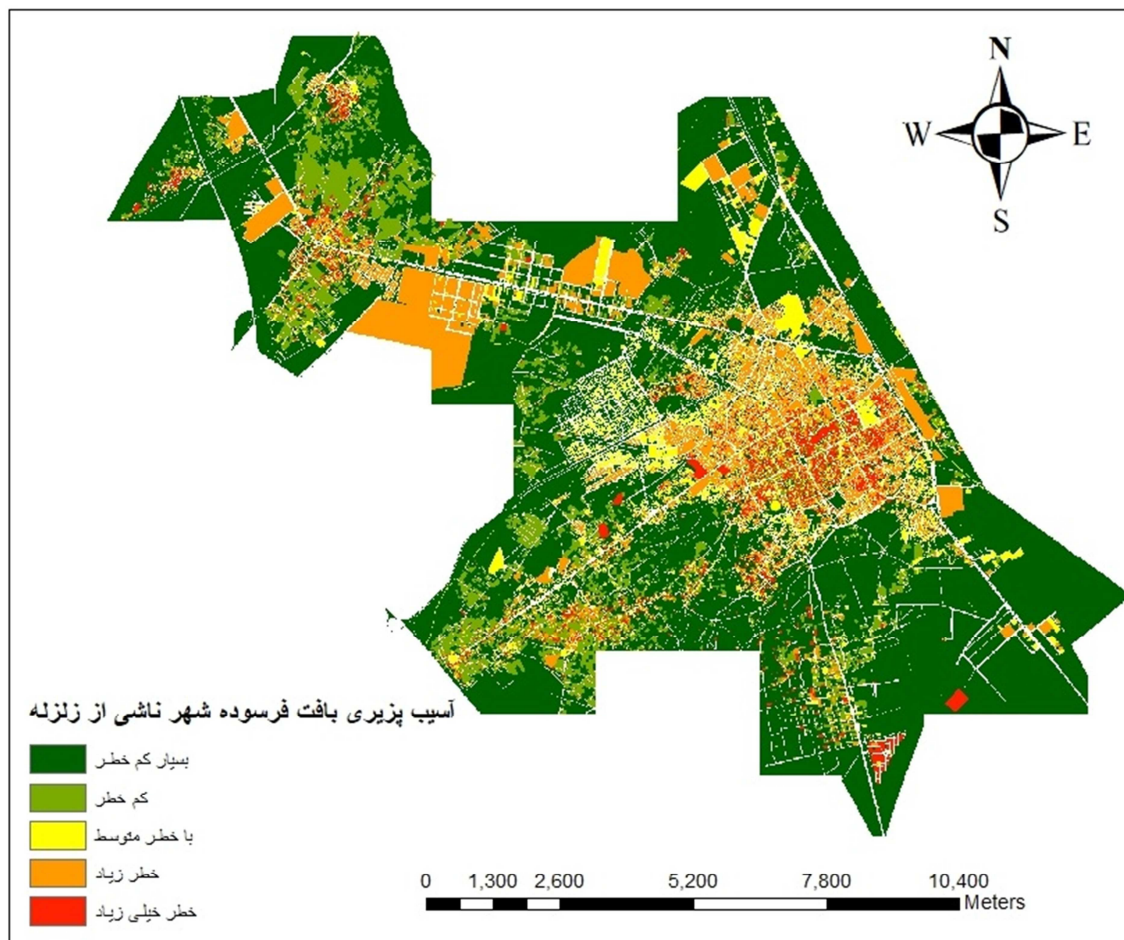 N
W E
S
آسیب پزیری بافت فرسوده شهر ناشی از زلزله
بسیار کم خطر
کم خطر
با خطر متوسط
خطر زیاد
خطر خیلی زیاد
0 1,300 2,600 5,200 7,800 10,400
Meters